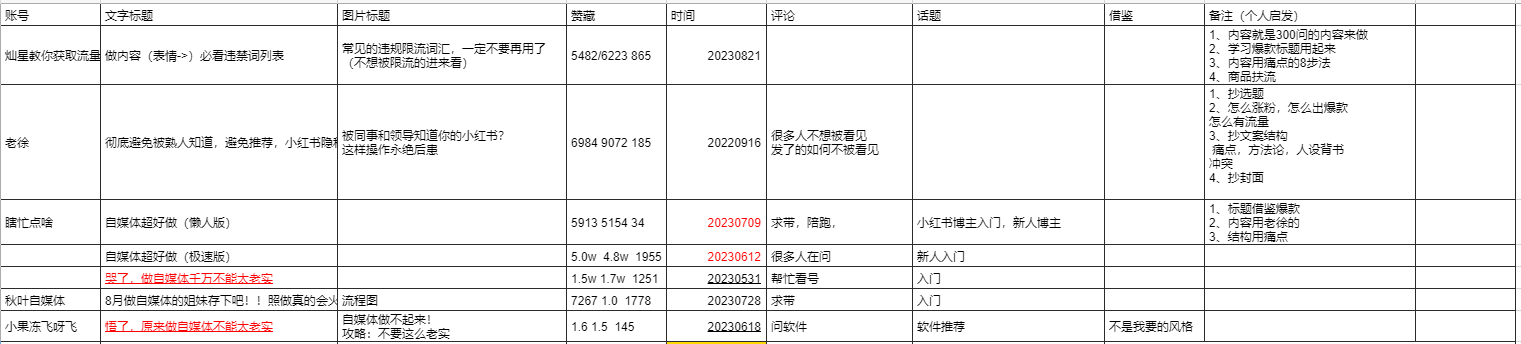 账号 文字标题 图片标题 赞藏 时间 评论 话题 借鉴 备注（个人启发）
灿星教你获取流量 做内容（表情->）必看违禁词列表 常见的违规限流词汇，一定不要再用了
（不想被限流的进来看） 5482/6223 865 20230821
1、内容就是300问的内容来做
2、学习爆款标题用起来
3、内容用痛点的8步法
4、商品扶流
老徐 彻底避免被熟人知道，避免推荐，小红书隐 被同事和领导知道你的小红书？
这样操作永绝后患 6984 9072 185 20220916 很多人不想被看见
发了的如何不被看见
1、抄选题
2、怎么涨粉，怎么出爆款
怎么有流量
3、抄文案结构
痛点，方法论，人设背书
冲突
4、抄封面
瞎忙点啥 自媒体超好做（懒人版） 5913 5154 34 20230709 求带，陪跑， 小红书博主入门，新人博主
1、标题借鉴爆款
2、内容用老徐的
3、结构用痛点
自媒体超好做（极速版） 5.0w 4.8w 1955 20230612 很多人在问 新人入门
哭了，做自媒体千万不能太老实 1.5w 1.7w 1251 20230531 帮忙看号 入门
秋叶自媒体 8月做自媒体的姐妹存下吧！！照做真的会火 流程图 7267 1.0 1778 20230728 求带 入门
小果冻飞呀飞 悟了，原来做自媒体不能太老实 自媒体做不起来！
攻略：不要这么老实 1.6 1.5 145 20230618 问软件 软件推荐 不是我要的风格